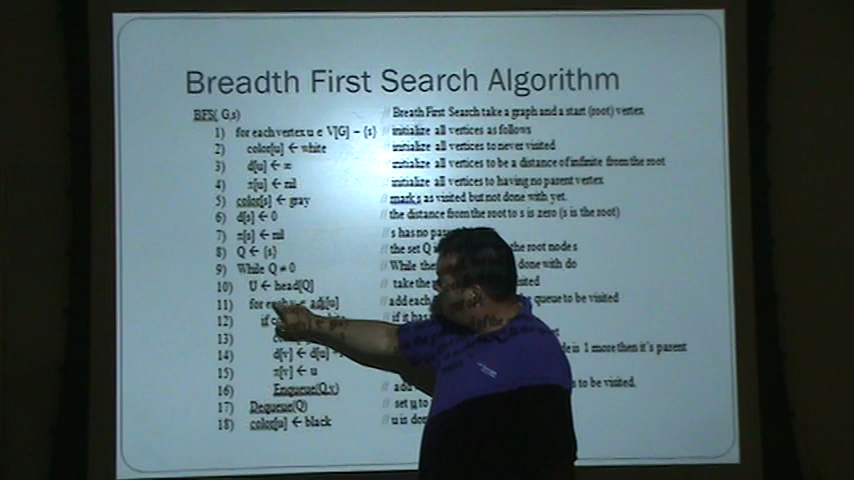 Breadth First Search Algorithm
BFS( G,s) // Breath First Search take a graph and a start (root) vertex
1) for each vertex u ∈ V[G] – {s} // initialize all vertices as follows
2) color[u] ← white // initialize all vertices to never visited
3) d[u] ← ∞ // initialize all vertices to be a distance of infinite from the root
4) π[u] ← nil // initialize all vertices to having no parent vertex
5) color[s] ← gray // mark s as visited but not done with yet.
6) d[s] ← 0 // the distance from the root to s is zero (s is the root)
7) π[s] ← nil // s has no
8) Q ← {s} // the set Q the root node s
9) While Q ≠ 0 // While the done with do
10) U ← head[Q] // take the
11) for each v ∈ adj[u] // add each queue to be visited
12) if // if it
13)
14) d[v] ← d[u] is 1 more then it's parent
15) π[v] ← u
16) Enqueue(Q,v) // add to be visited.
17) Dequeue(Q) // set u to
18) color[u] ← black // u is